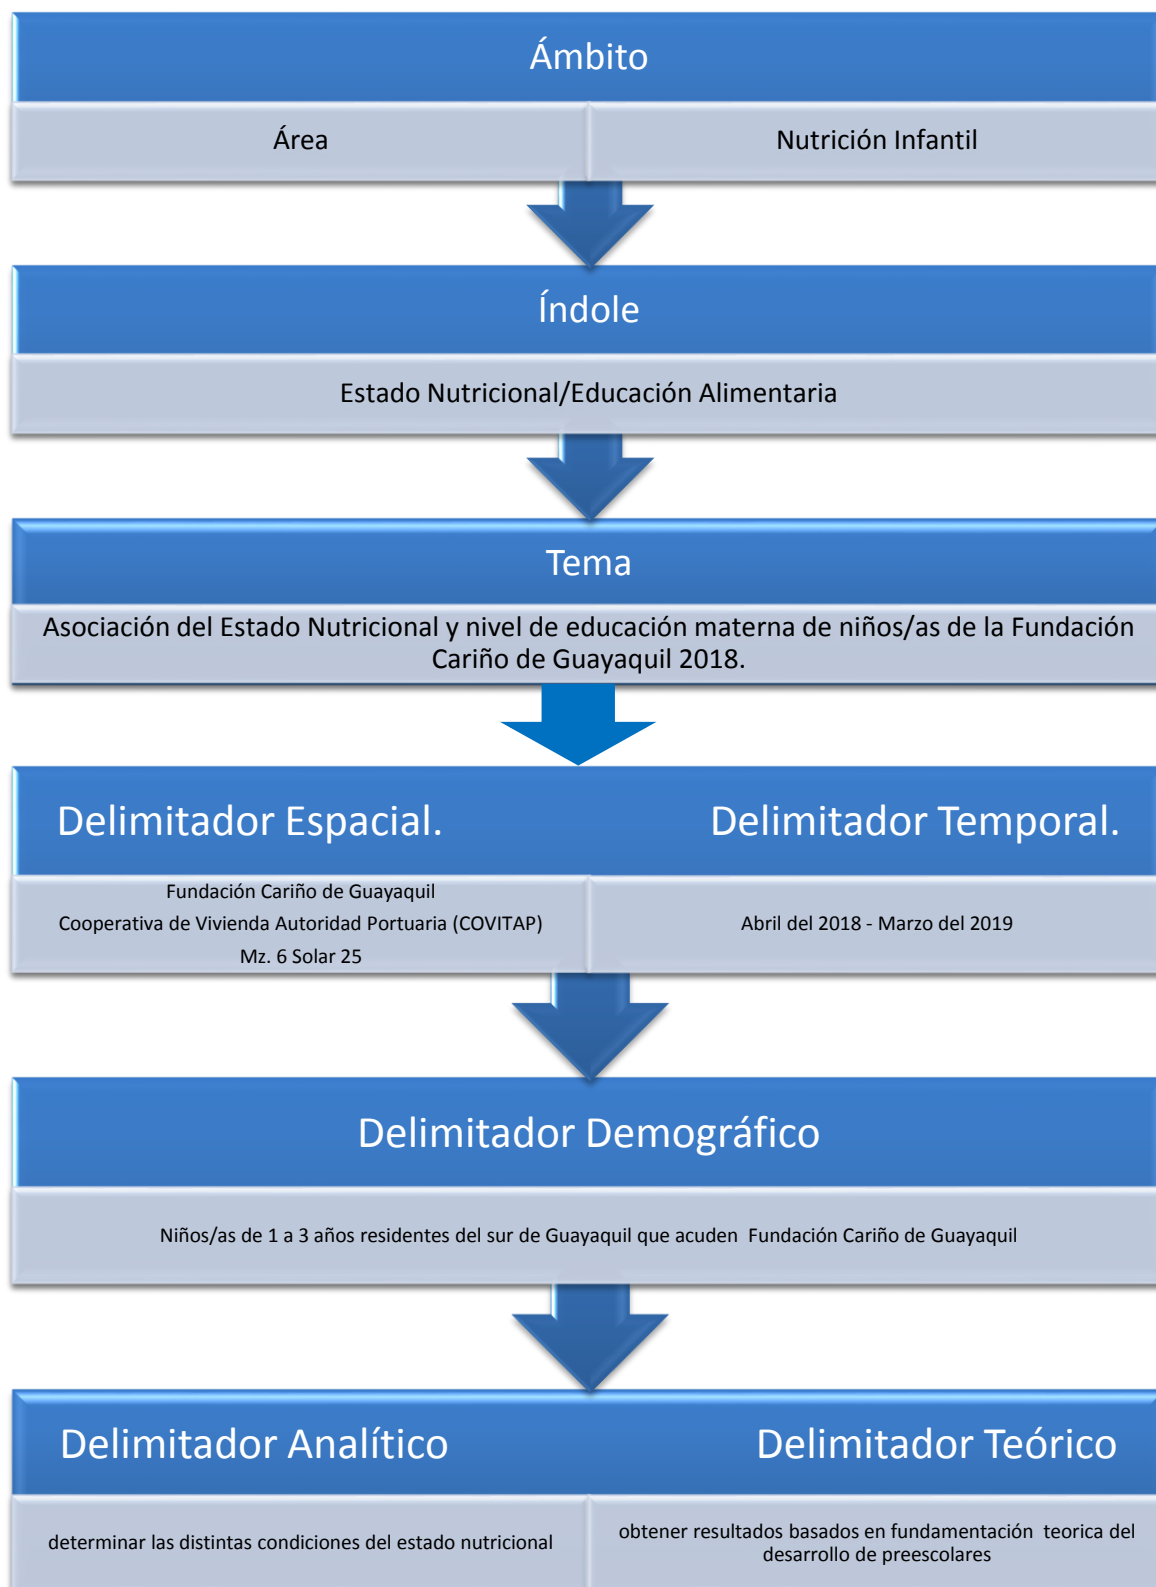 Ámbito
Área
Nutrición Infantil
Índole
Estado Nutricional/Educación Alimentaria
Tema
Asociación del Estado Nutricional y nivel de educación materna de niños/as de la Fundación
Cariño de Guayaquil 2018.
Delimitador Espacial.
Delimitador Temporal.
Fundación Cariño de Guayaquil
Cooperativa de Vivienda Autoridad Portuaria (COVITAP)
Mz. 6 Solar 25
Abril del 2018 - Marzo del 2019
Delimitador Demográfico
Niños/as de 1 a 3 años residentes del sur de Guayaquil que acuden Fundación Cariño de Guayaquil
Delimitador Analítico
Delimitador Teórico
determinar las distintas condiciones del estado nutricional
obtener resultados basados en fundamentación teorica del
desarrollo de preescolares